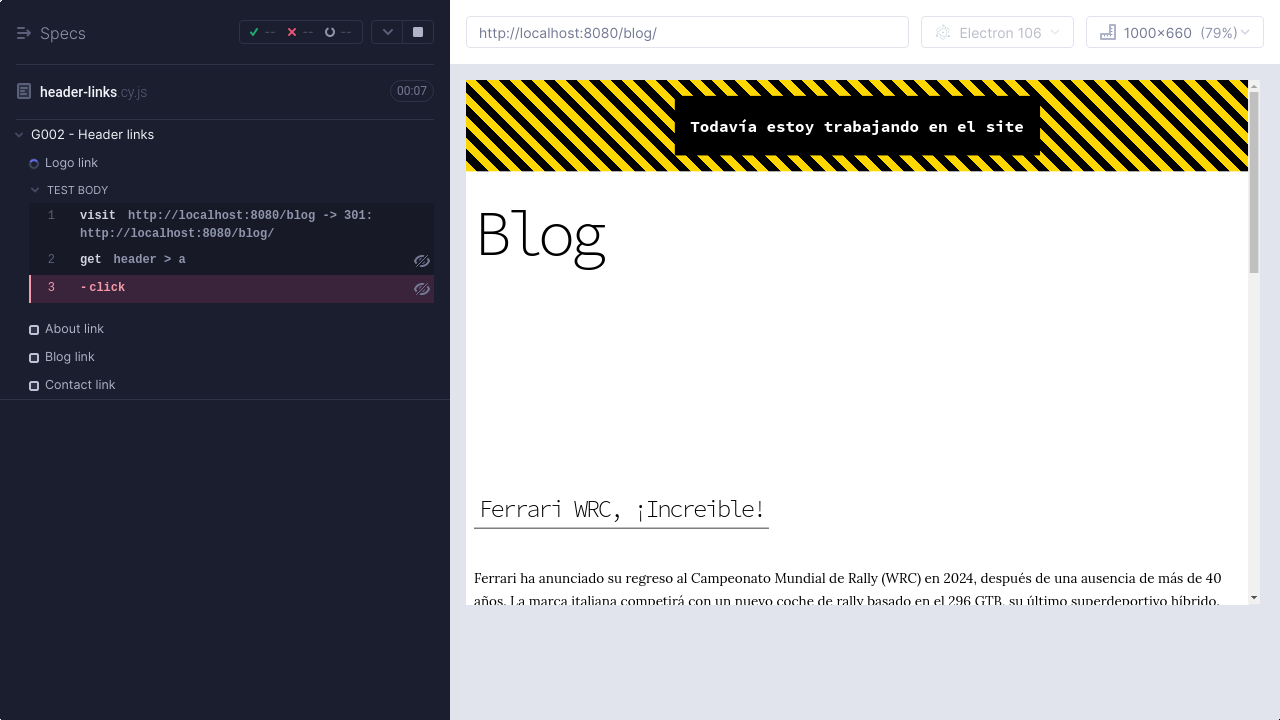 Specs
--
--
--
http://localhost:8080/blog/
Electron 106
1000x660 (79%)
header-links.cy.js
00:07
G002 - Header links
Logo link
TEST BODY
1 visit http://localhost:8080/blog -> 301:
http://localhost:8080/blog/
2 get header > a
3 -click
About link
Blog link
Contact link
Todavía estoy trabajando en el site
Blog
Ferrari WRC, ¡Increible!
Ferrari ha anunciado su regreso al Campeonato Mundial de Rally (WRC) en 2024, después de una ausencia de más de 40
años. La marca italiana competirá con un nuevo coche de rally basado en el 296 GTB, su último superdeportivo híbrido.